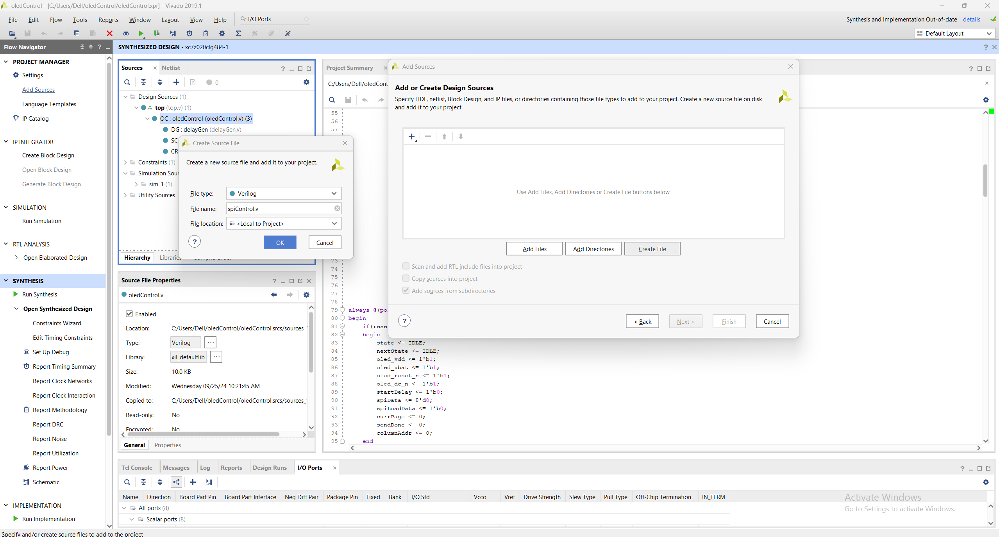 oledControl - [C:/Users/Dell/oledControl/oledControl.xpr] - Vivado 2019.1
File Edit Flow Tools Reports Window Layout View Help I/O Ports
Synthesis and Implementation Out-of-date details
Default Layout
Flow Navigator
SYNTHESIZED DESIGN - xc7z020clg484-1
PROJECT MANAGER
Settings
Add Sources
Language Templates
IP Catalog
IP INTEGRATOR
Create Block Design
Open Block Design
Generate Block Design
SIMULATION
Run Simulation
RTL ANALYSIS
Open Elaborated Design
SYNTHESIS
Run Synthesis
Open Synthesized Design
Constraints Wizard
Edit Timing Constraints
Set Up Debug
Report Timing Summary
Report Clock Networks
Report Clock Interaction
Report Methodology
Report DRC
Report Noise
Report Utilization
Report Power
Schematic
IMPLEMENTATION
Run Implementation
Sources Netlist
0
Design Sources (1)
top (top.v) (1)
OC : oledControl (oledControl.v) (3)
DG : delayGen (delayGen.v)
SC
CR
Constraints (1)
Simulation Sour
sim_1 (1)
Utility Sources
Hierarchy Libraries
Create Source File
Create a new source file and add it to your project.
File type: Verilog
File name: spiControl.v
File location: <Local to Project>
? OK Cancel
Source File Properties
oledControl.v
Enabled
Location: C:/Users/Dell/oledControl/oledControl.srcs/sources_1
Type: Verilog ...
Library: xil_defaultlib ...
Size: 10.0 KB
Modified: Wednesday 09/25/24 10:21:45 AM
Copied to: C:/Users/Dell/oledControl/oledControl.srcs/sources_1
Read-only: No
Encrypted: No
General Properties
Project Summary
C:/Users/Dell/oledCont
55
56
57
73
74
75
76
77
78
79 always @(pos
80 begin
81 if(reset
82 begin
83 state <= IDLE;
84 nextState <= IDLE;
85 oled_vdd <= 1'b1;
86 oled_vbat <= 1'b1;
87 oled_reset_n <= 1'b1;
88 oled_dc_n <= 1'b1;
89 startDelay <= 1'b0;
90 spiData <= 8'd0;
91 spiLoadData <= 1'b0;
92 currPage <= 0;
93 sendDone <= 0;
94 columnAddr <= 0;
95 end
Add Sources
Add or Create Design Sources
Specify HDL, netlist, Block Design, and IP files, or directories containing those file types to add to your project. Create a new source file on disk
and add it to your project.
Use Add Files, Add Directories or Create File buttons below
Add Files Add Directories Create File
Scan and add RTL include files into project
Copy sources into project
Add sources from subdirectories
? < Back Next > Finish Cancel
Tcl Console Messages Log Reports Design Runs I/O Ports
Name Direction Board Part Pin Board Part Interface Neg Diff Pair Package Pin Fixed Bank I/O Std Vcco Vref Drive Strength Slew Type Pull Type Off-Chip Termination IN_TERM
All ports (8)
Scalar ports (8)
Activate Windows
Go to Settings to activate Windows.
Specify and/or create source files to add to the project